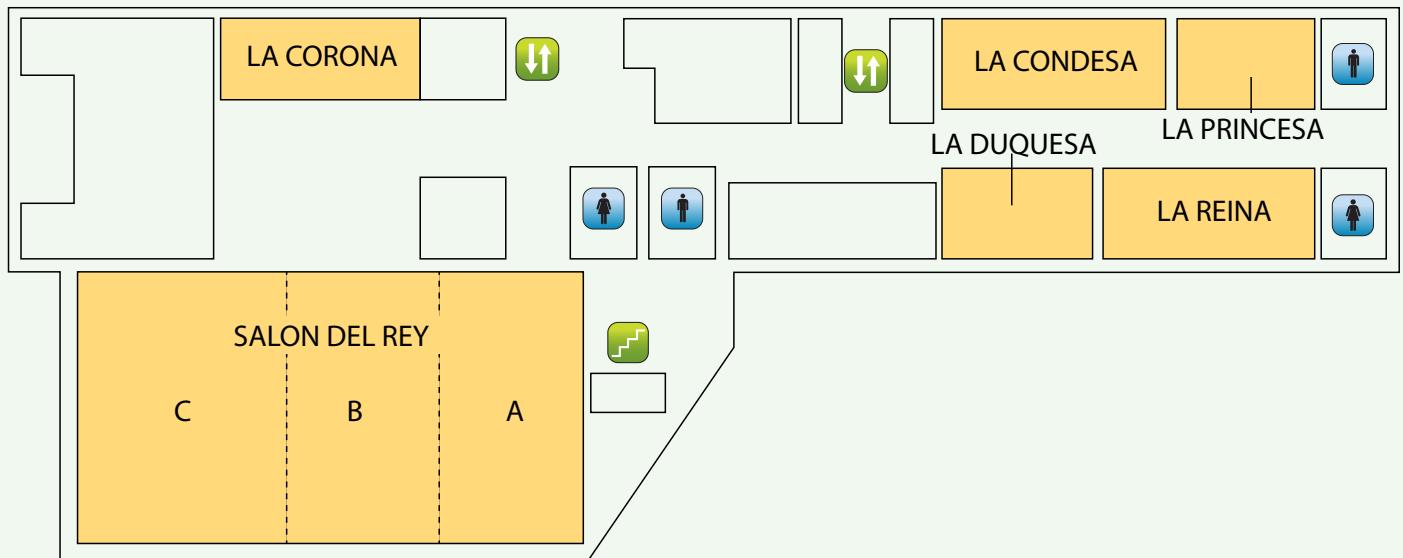 LA CORONA
LA CONDESA
LA PRINCESA
LA DUQUESA
LA REINA
SALON DEL REY
C
B
A